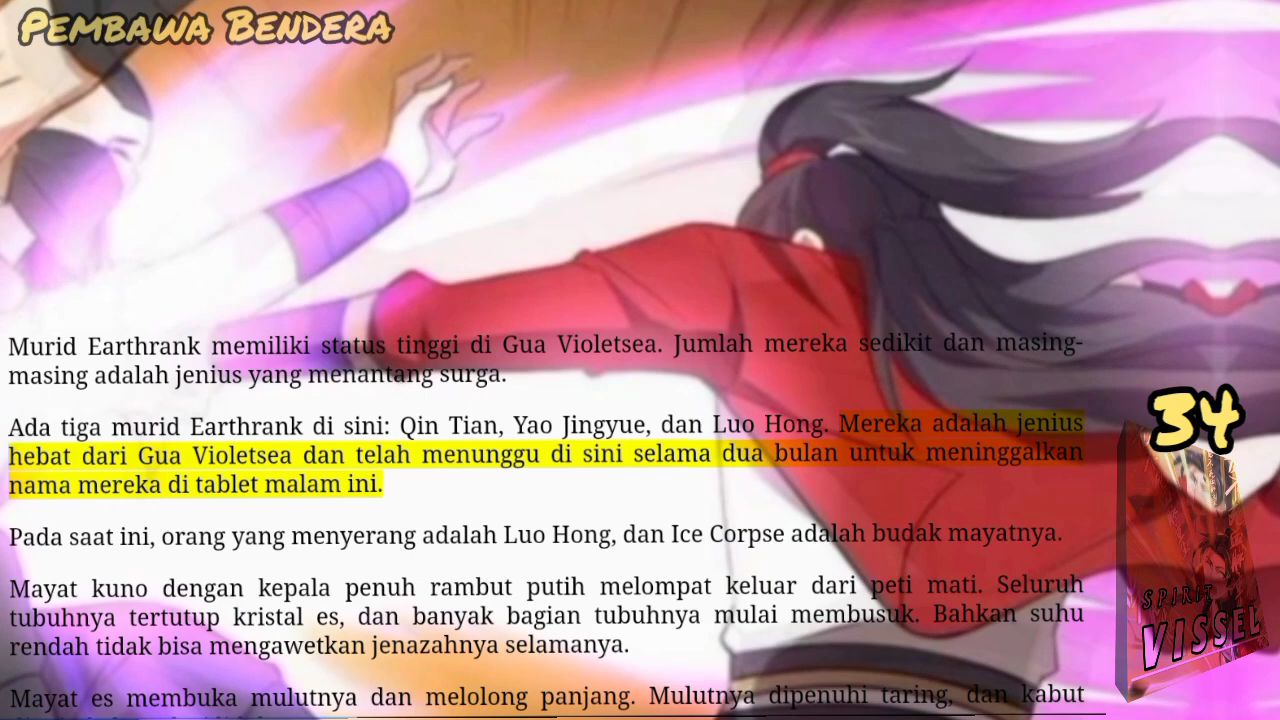 PEMBAWA BENDERA
Murid Earthrank memiliki status tinggi di Gua Violetsea. Jumlah mereka sedikit dan masing-
masing adalah jenius yang menantang surga.
Ada tiga murid Earthrank di sini: Qin Tian, Yao Jingyue, dan Luo Hong. Mereka adalah jenius
hebat dari Gua Violetsea dan telah menunggu di sini selama dua bulan untuk meninggalkan
nama mereka di tablet malam ini.
Pada saat ini, orang yang menyerang adalah Luo Hong, dan Ice Corpse adalah budak mayatnya.
Mayat kuno dengan kepala penuh rambut putih melompat keluar dari peti mati. Seluruh
tubuhnya tertutup kristal es, dan banyak bagian tubuhnya mulai membusuk. Bahkan suhu
rendah tidak bisa mengawetkan jenazahnya selamanya.
Mayat es membuka mulutnya dan melolong panjang. Mulutnya dipenuhi taring, dan kabut
34
SPIRIT
VISSEL